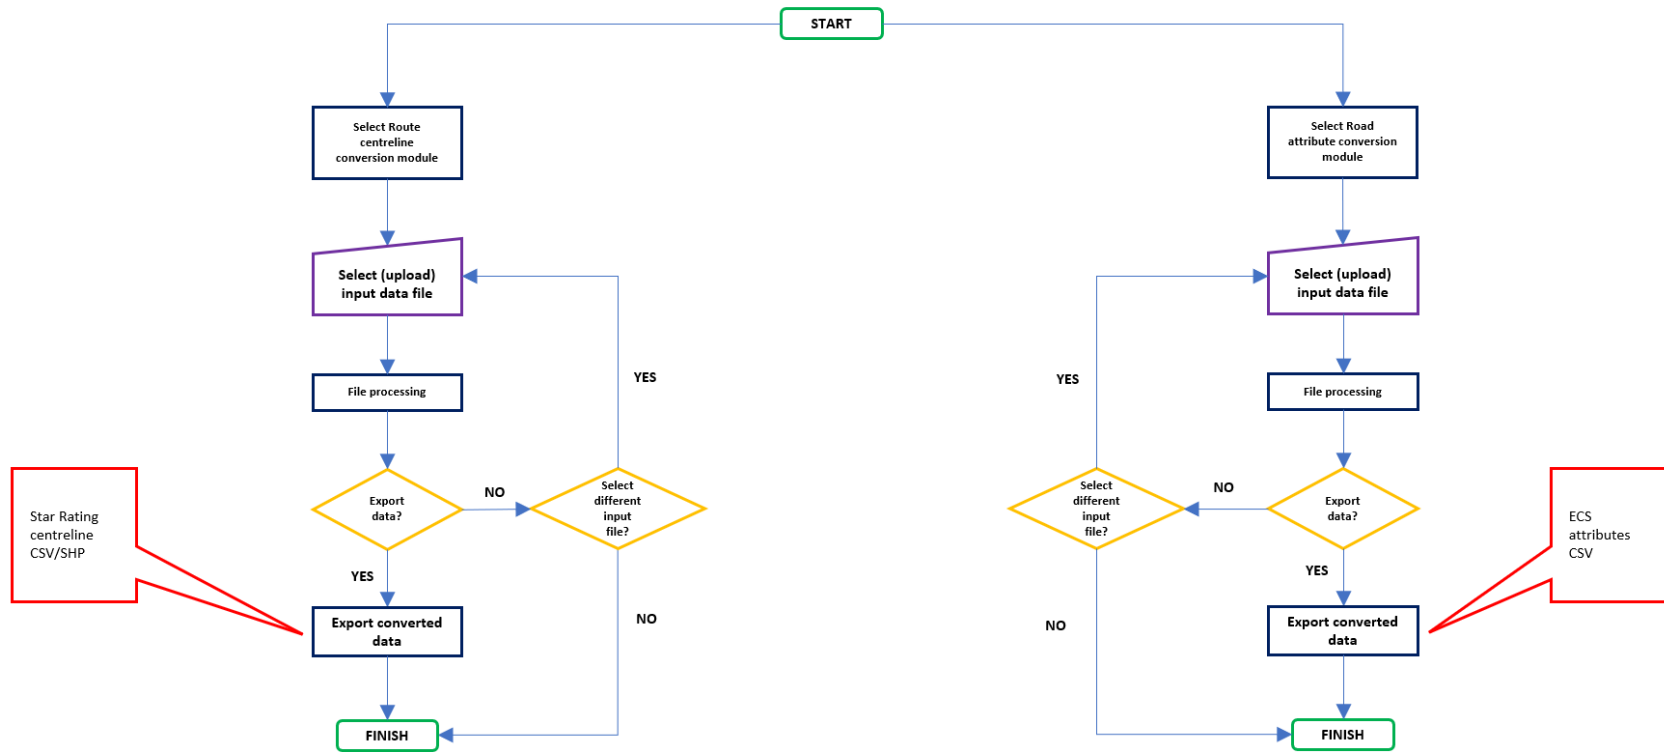 START
Select Route
centreline
conversion module
Select Road
attribute conversion
module
Select (upload)
input data file
Select (upload)
input data file
YES
YES
File processing
File processing
Star Rating
centreline
CSV/SHP
Export
data?
NO
Select
different
input
file?
Select
different
input
file?
NO
Export
data?
ECS
attributes
CSV
YES
YES
Export converted
data
NO
NO
Export converted
data
FINISH
FINISH